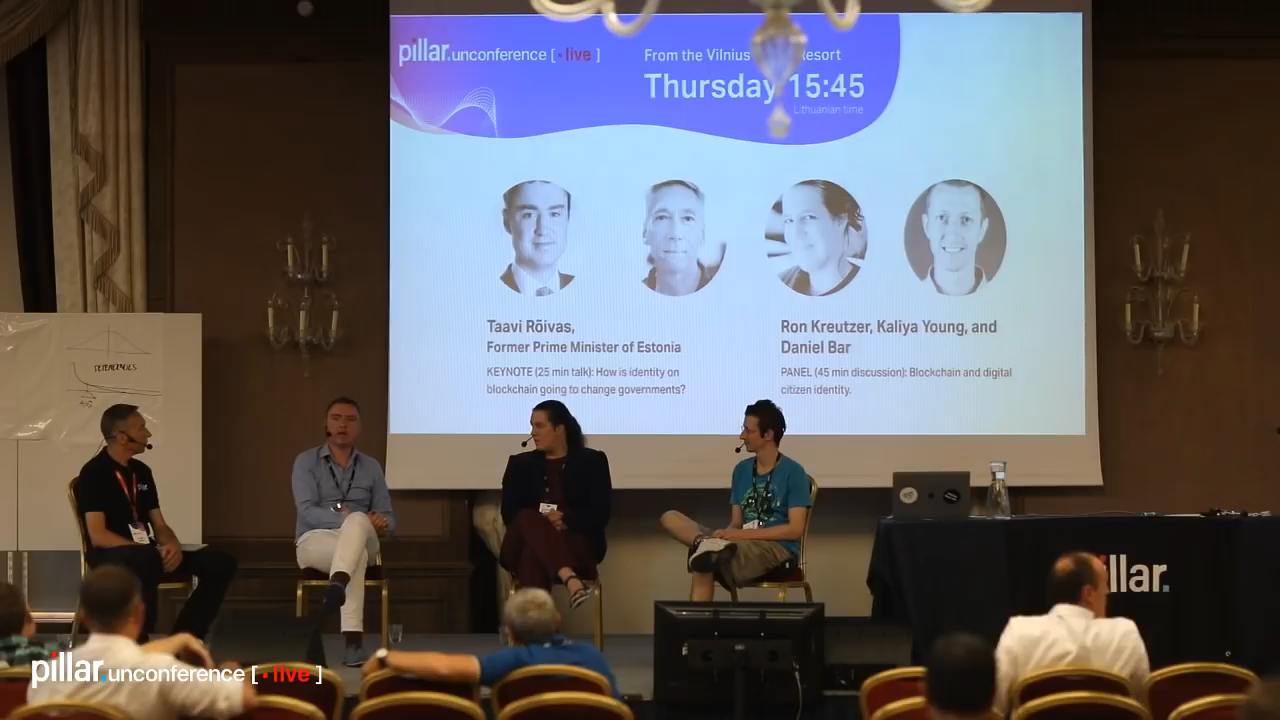 pillar.unconference [ • live ]
From the Vilnius
esort
Thursday 15:45
Lithuanian time
Taavi Rõivas,
Former Prime Minister of Estonia
KEYNOTE (25 min talk): How is identity on
blockchain going to change governments?
Ron Kreutzer, Kaliya Young, and
Daniel Bar
PANEL (45 min discussion): Blockchain and digital
citizen identity.
llar.
pillar.unconference [ • live ]